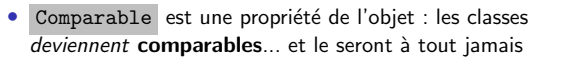 • Comparable est une propriété de l'objet : les classes
deviennent comparables... et le seront à tout jamais